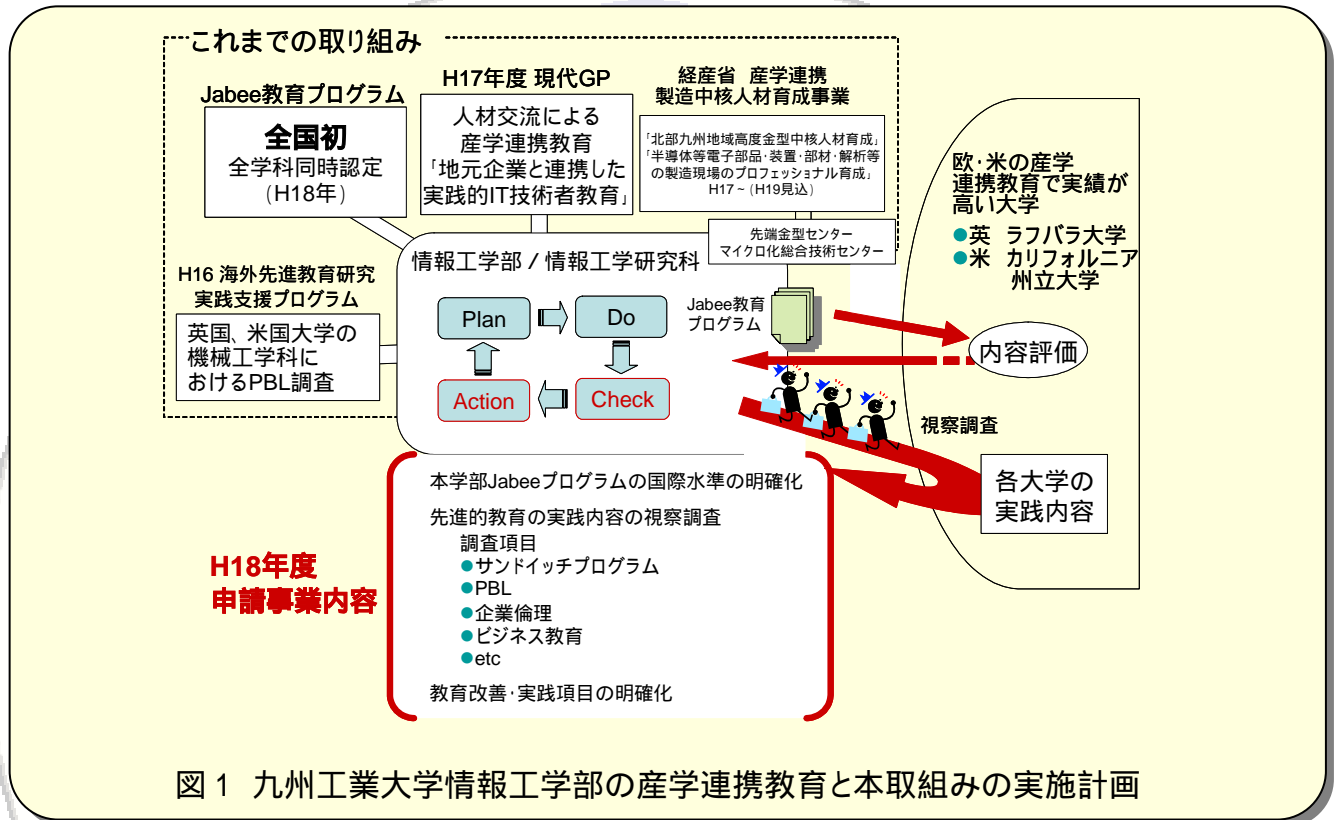 これまでの取り組み
Jabee教育プログラム
全国初
全学科同時認定
(H18年)
H17年度 現代GP
人材交流による
産学連携教育
「地元企業と連携した
実践的IT技術者教育」
経産省 産学連携
製造中核人材育成事業
「北部九州地域高度金型中核人材育成」
「半導体等電子部品・装置・部材・解析等
の製造現場のプロフェッショナル育成」
H17~(H19見込)
先端金型センター
マイクロ化総合技術センター
H16 海外先進教育研究
実践支援プログラム
英国、米国大学の
機械工学科に
おけるPBL調査
情報工学部 / 情報工学研究科
Plan
Do
Action
Check
Jabee教育
プログラム
欧・米の産学
連携教育で実績が
高い大学
●英 ラフバラ大学
●米 カリフォルニア
州立大学
内容評価
視察調査
各大学の
実践内容
H18年度
申請事業内容
本学部Jabeeプログラムの国際水準の明確化
先進的教育の実践内容の視察調査
調査項目
●サンドイッチプログラム
●PBL
●企業倫理
●ビジネス教育
●etc
教育改善・実践項目の明確化
図1 九州工業大学情報工学部の産学連携教育と本取組みの実施計画